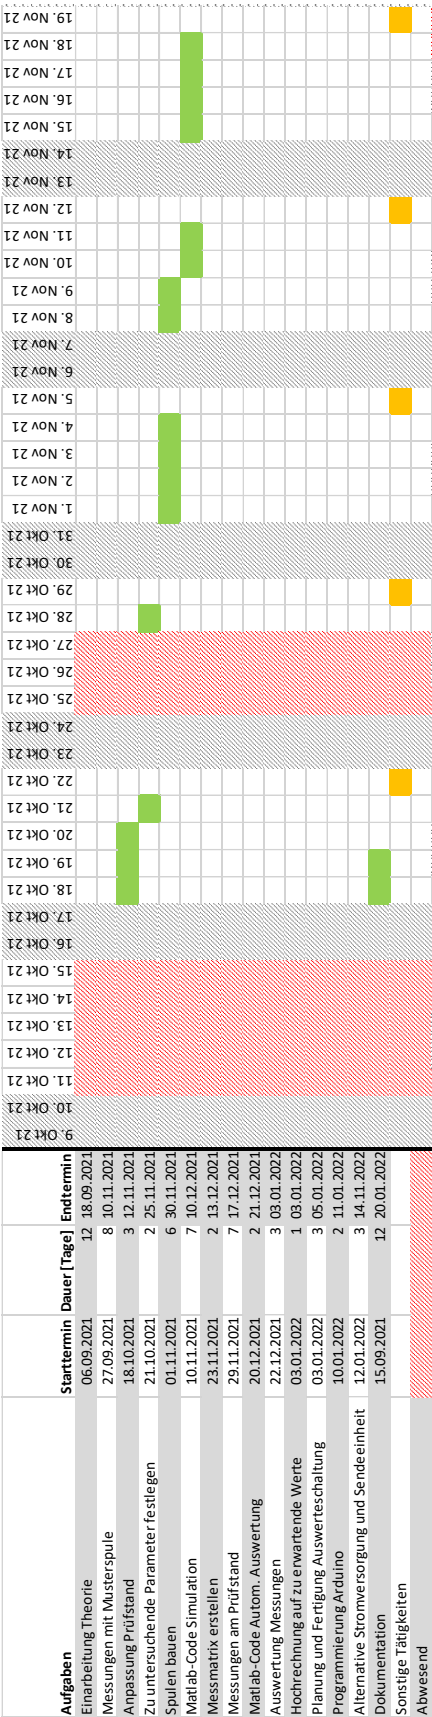 Aufgaben Starttermin Dauer [Tage] Endtermin 9. Okt 21 10. Okt 21 11. Okt 21 12. Okt 21 13. Okt 21 14. Okt 21 15. Okt 21 16. Okt 21 17. Okt 21 18. Okt 21 19. Okt 21 20. Okt 21 21. Okt 21 22. Okt 21 23. Okt 21 24. Okt 21 25. Okt 21 26. Okt 21 27. Okt 21 28. Okt 21 29. Okt 21 30. Okt 21 31. Okt 21 1. Nov 21 2. Nov 21 3. Nov 21 4. Nov 21 5. Nov 21 6. Nov 21 7. Nov 21 8. Nov 21 9. Nov 21 10. Nov 21 11. Nov 21 12. Nov 21 13. Nov 21 14. Nov 21 15. Nov 21 16. Nov 21 17. Nov 21 18. Nov 21 19. Nov 21
Einarbeitung Theorie 06.09.2021 12 18.09.2021
Messungen mit Musterspule 27.09.2021 8 10.11.2021
Anpassung Prüfstand 18.10.2021 3 12.11.2021
Zu untersuchende Parameter festlegen 21.10.2021 2 25.11.2021
Spulen bauen 01.11.2021 6 30.11.2021
Matlab-Code Simulation 10.11.2021 7 10.12.2021
Messmatrix erstellen 23.11.2021 2 13.12.2021
Messungen am Prüfstand 29.11.2021 7 17.12.2021
Matlab-Code Autom. Auswertung 20.12.2021 2 21.12.2021
Auswertung Messungen 22.12.2021 3 03.01.2022
Hochrechnung auf zu erwartende Werte 03.01.2022 1 03.01.2022
Planung und Fertigung Auswerteschaltung 03.01.2022 3 05.01.2022
Programmierung Arduino 10.01.2022 2 11.01.2022
Alternative Stromversorgung und Sendeeinheit 12.01.2022 3 14.11.2022
Dokumentation 15.09.2021 12 20.01.2022
Sonstige Tätigkeiten
Abwesend